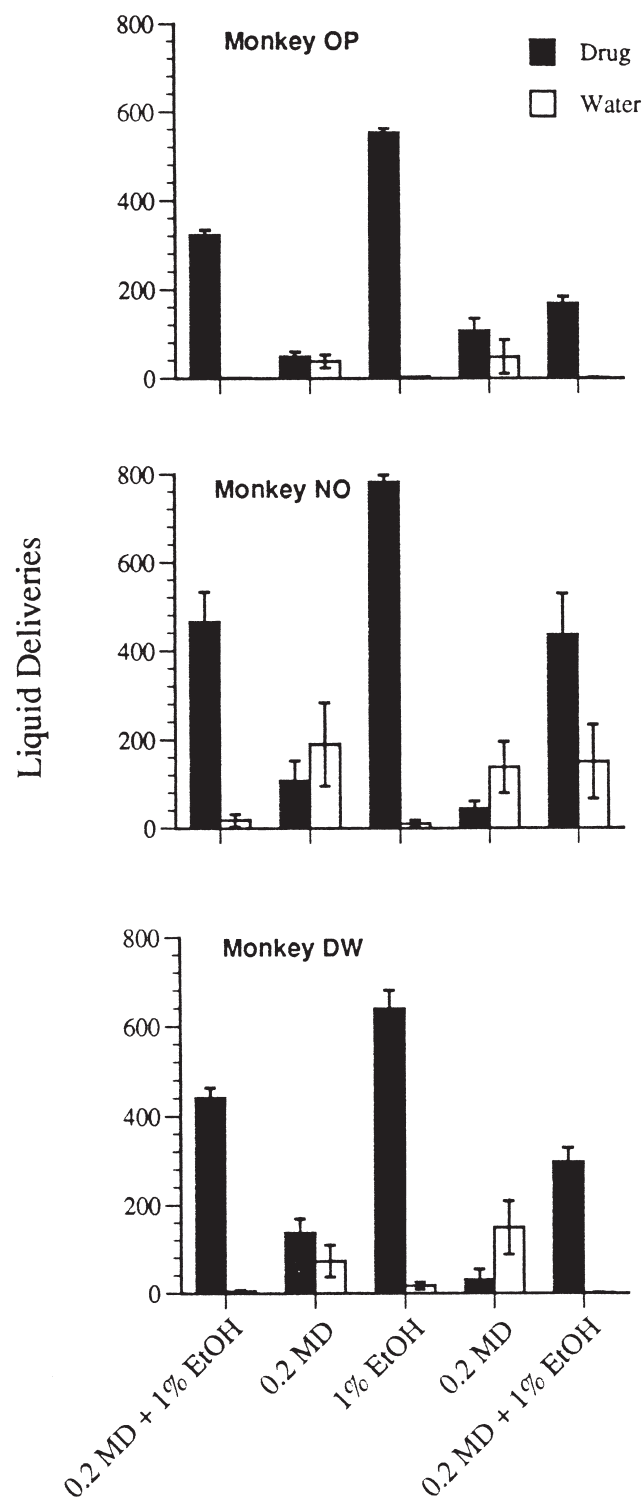 800
600
400
200
0
Monkey OP
Drug
Water
Liquid Deliveries
800
600
400
200
0
Monkey NO
800
600
400
200
0
Monkey DW
0.2 MD + 1% EtOH
0.2 MD
1% EtOH
0.2 MD
0.2 MD + 1% EtOH